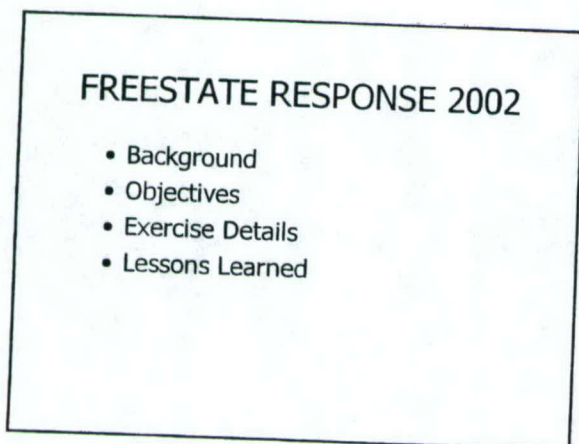 FREESTATE RESPONSE 2002
• Background
• Objectives
• Exercise Details
• Lessons Learned